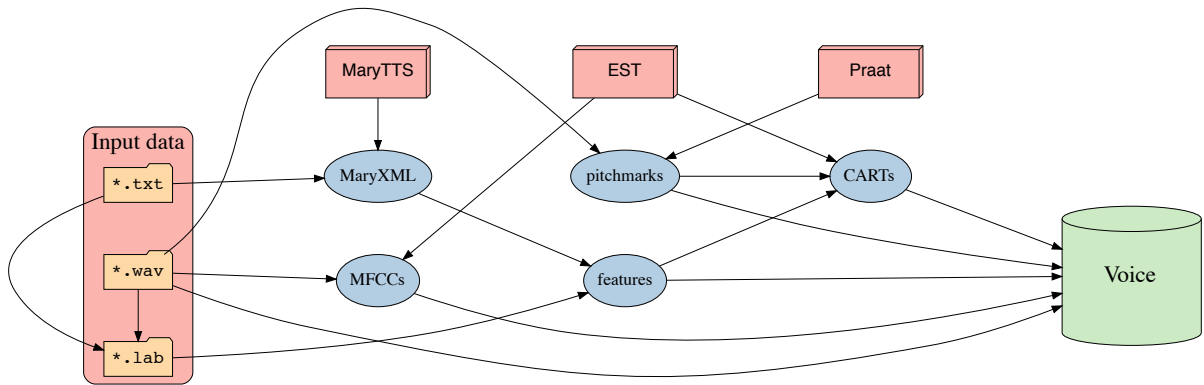 MaryTTS
EST
Praat
Input data
*.txt
MaryXML
pitchmarks
CARTs
*.wav
MFCCs
features
Voice
*.lab